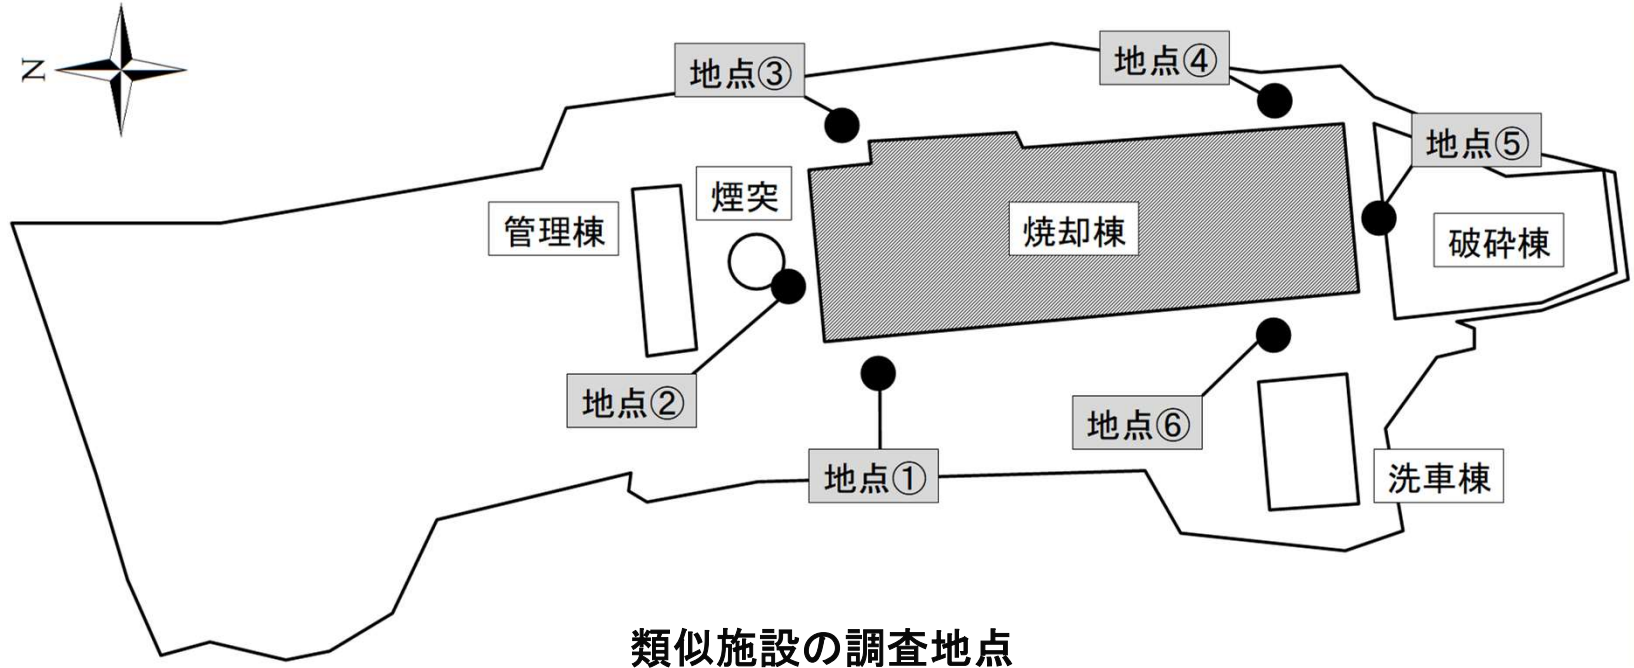 N
地点③
地点④
地点⑤
煙突
管理棟
焼却棟
破砕棟
地点②
地点⑥
地点①
洗車棟
類似施設の調査地点